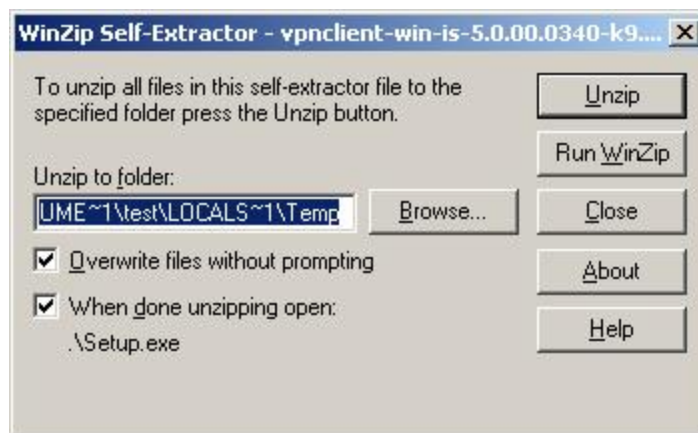 WinZip Self-Extractor - vpnclient-win-is-5.0.00.0340-k9....
To unzip all files in this self-extractor file to the
specified folder press the Unzip button.
Unzip to folder:
UME~1\test\LOCALS~1\Temp
Browse...
Overwrite files without prompting
When done unzipping open:
.\Setup.exe
Unzip
Run WinZip
Close
About
Help